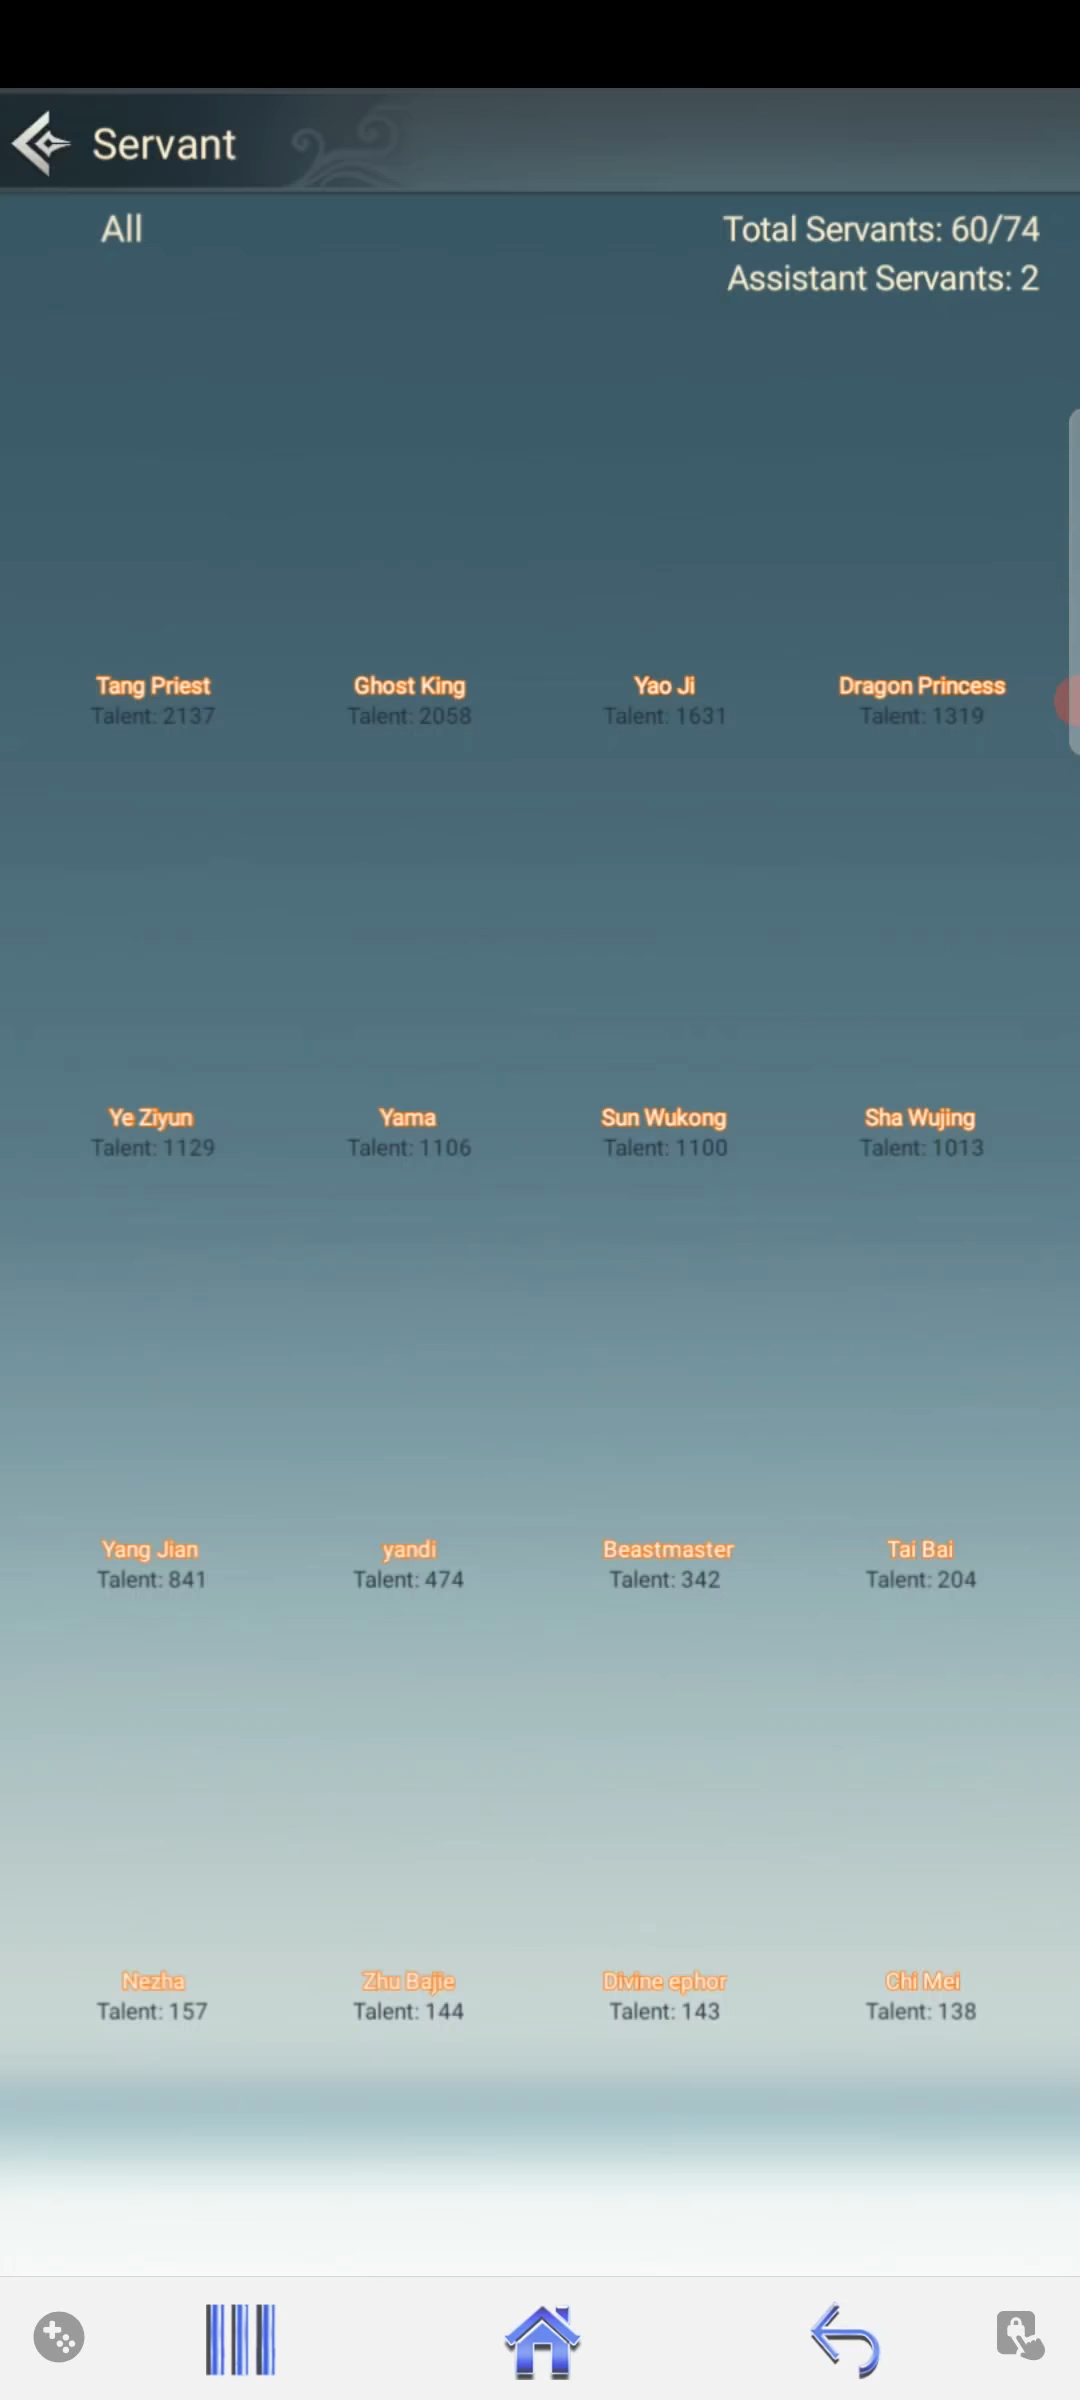 Servant
All
Total Servants: 60/74
Assistant Servants: 2
Tang Priest Ghost King Yao Ji Dragon Princess
Talent: 2137 Talent: 2058 Talent: 1631 Talent: 1319
Ye Ziyun Yama Sun Wukong Sha Wujing
Talent: 1129 Talent: 1106 Talent: 1100 Talent: 1013
Yang Jian yandi Beastmaster Tai Bai
Talent: 841 Talent: 474 Talent: 342 Talent: 204
Nezha Zhu Bajie Divine ephor Chi Mei
Talent: 157 Talent: 144 Talent: 143 Talent: 138